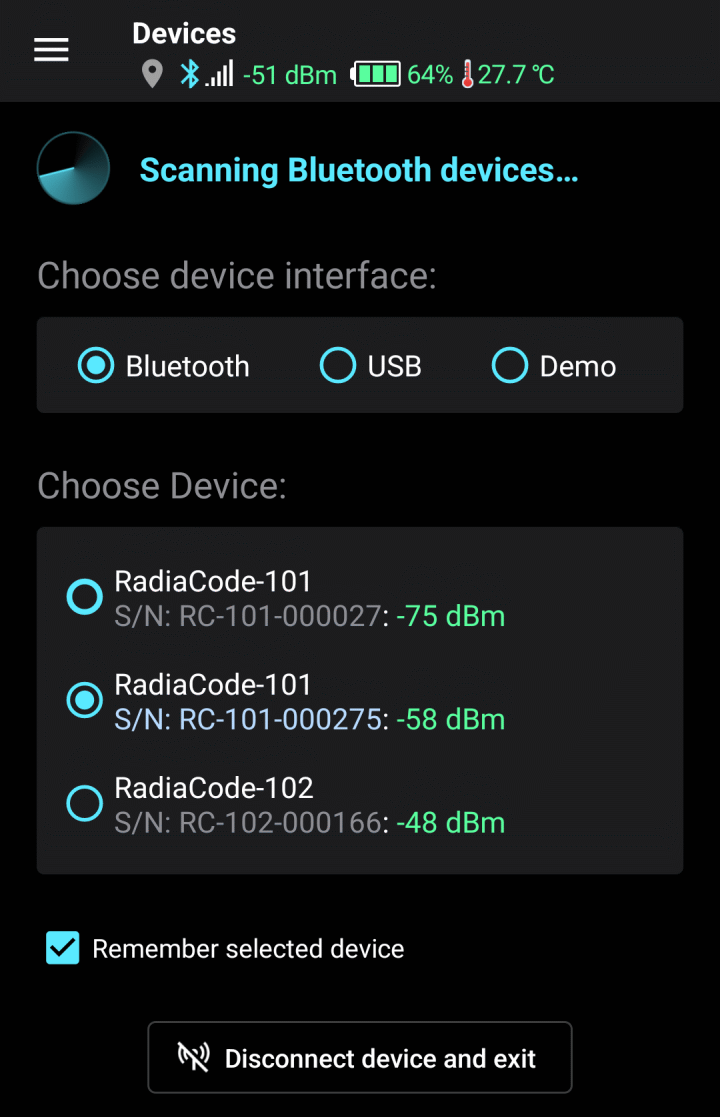 Devices
-51 dBm 64% 27.7 °C
Scanning Bluetooth devices...
Choose device interface:
Bluetooth USB Demo
Choose Device:
RadiaCode-101
S/N: RC-101-000027: -75 dBm
RadiaCode-101
S/N: RC-101-000275: -58 dBm
RadiaCode-102
S/N: RC-102-000166: -48 dBm
Remember selected device
Disconnect device and exit